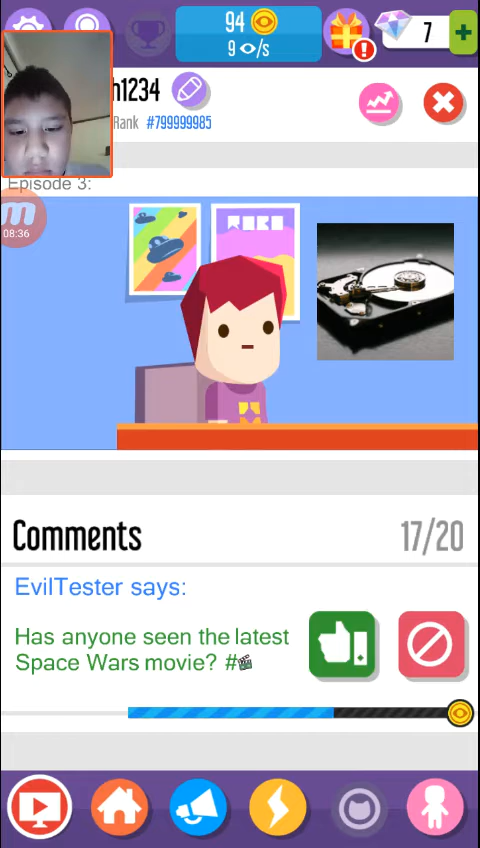 94
9 /s
7
+
!
h1234
Rank #799999985
Episode 3:
08:36
Comments 17/20
EvilTester says:
Has anyone seen the latest
Space Wars movie? #🎬